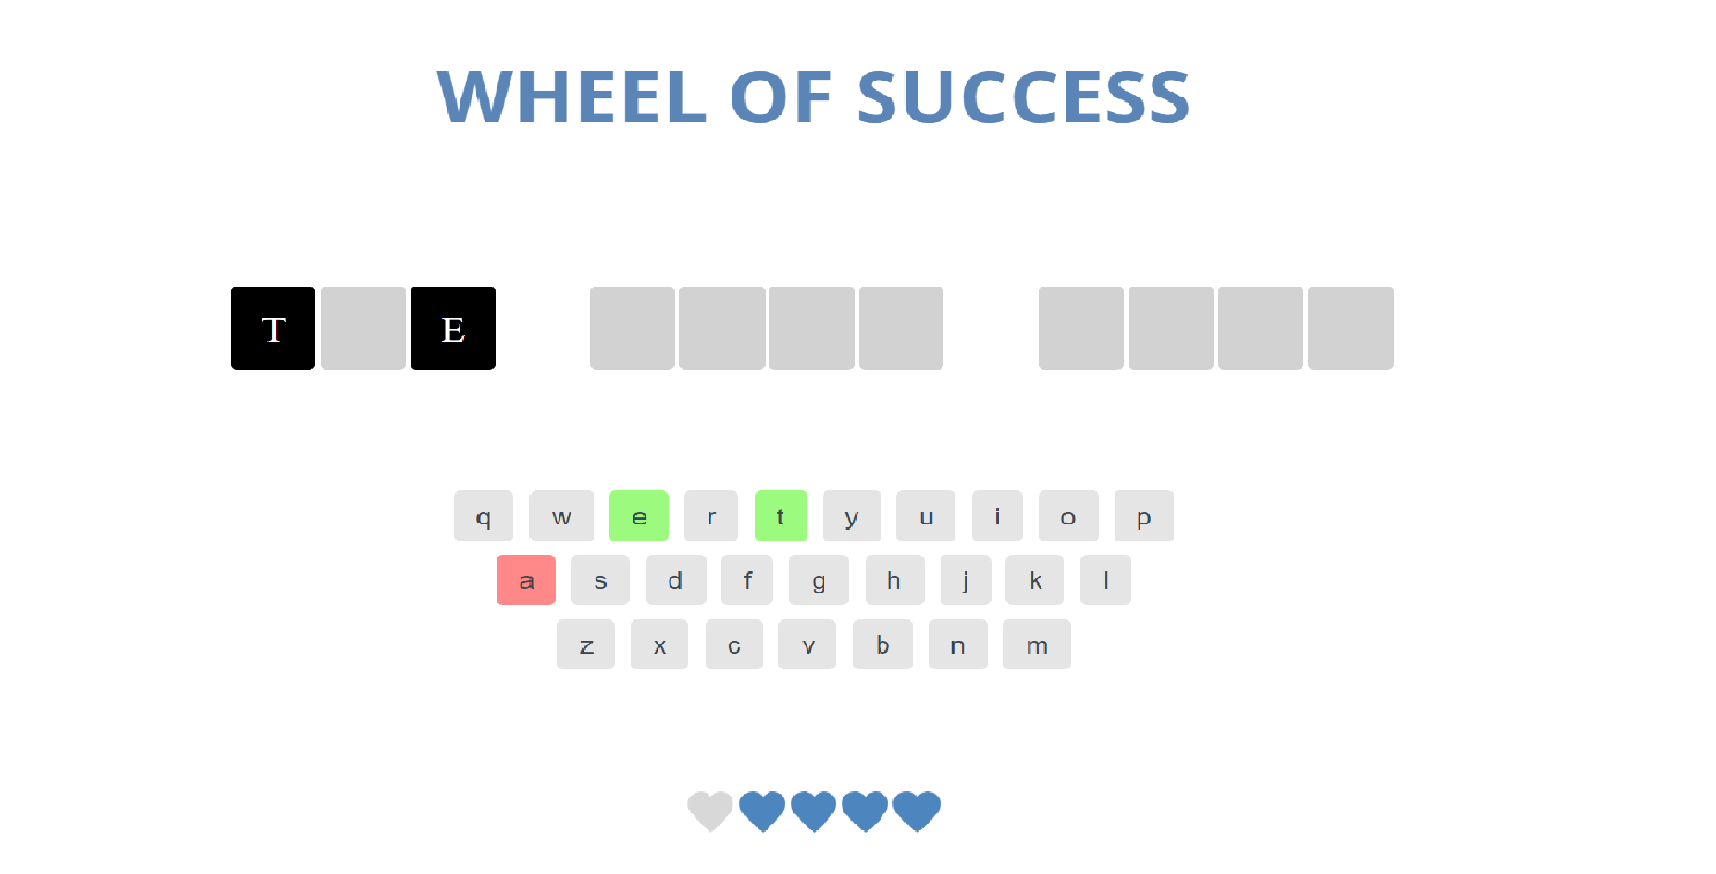 WHEEL OF SUCCESS
T E
q w e r t y u i o p
a s d f g h j k l
z x c v b n m